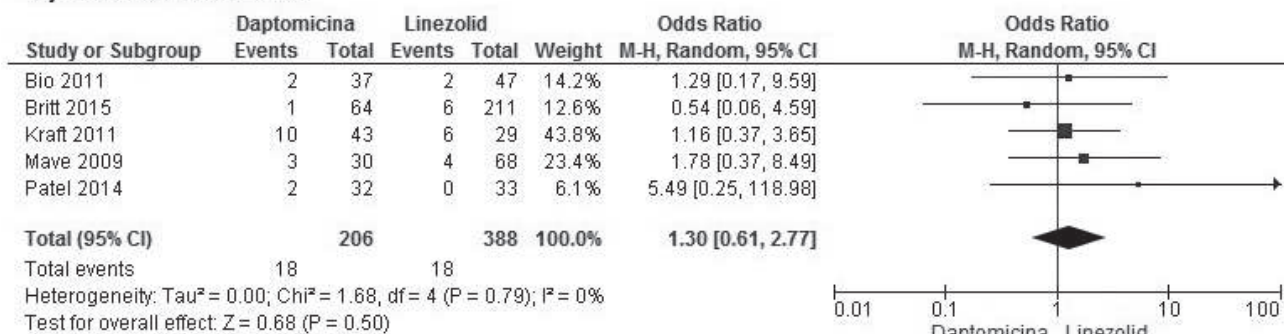 Daptomicina Linezolid Odds Ratio Odds Ratio
Study or Subgroup Events Total Events Total Weight M-H, Random, 95% CI M-H, Random, 95% CI
Bio 2011 2 37 2 47 14.2% 1.29 [0.17, 9.59]
Britt 2015 1 64 6 211 12.6% 0.54 [0.06, 4.59]
Kraft 2011 10 43 6 29 43.8% 1.16 [0.37, 3.65]
Mave 2009 3 30 4 68 23.4% 1.78 [0.37, 8.49]
Patel 2014 2 32 0 33 6.1% 5.49 [0.25, 118.98]
Total (95% CI) 206 388 100.0% 1.30 [0.61, 2.77]
Total events 18 18
Heterogeneity: Tau² = 0.00; Chi² = 1.68, df = 4 (P = 0.79); I² = 0%
Test for overall effect: Z = 0.68 (P = 0.50)
0.01 0.1 1 10 100
Daptomicina Linezolid